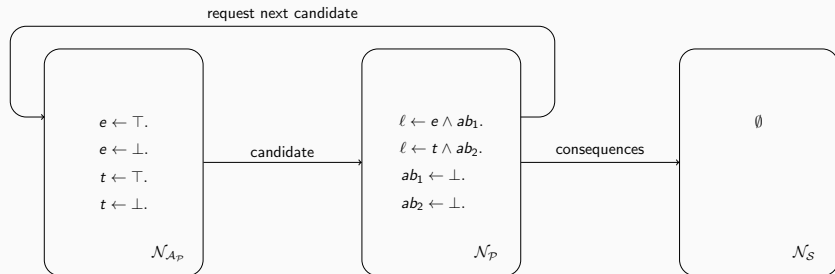 request next candidate
e ← ⊤.
e ← ⊥.
t ← ⊤.
t ← ⊥.
𝒩_𝒜_𝒫
candidate
ℓ ← e ∧ ab₁.
ℓ ← t ∧ ab₂.
ab₁ ← ⊥.
ab₂ ← ⊥.
𝒩_𝒫
consequences
∅
𝒩_𝒮